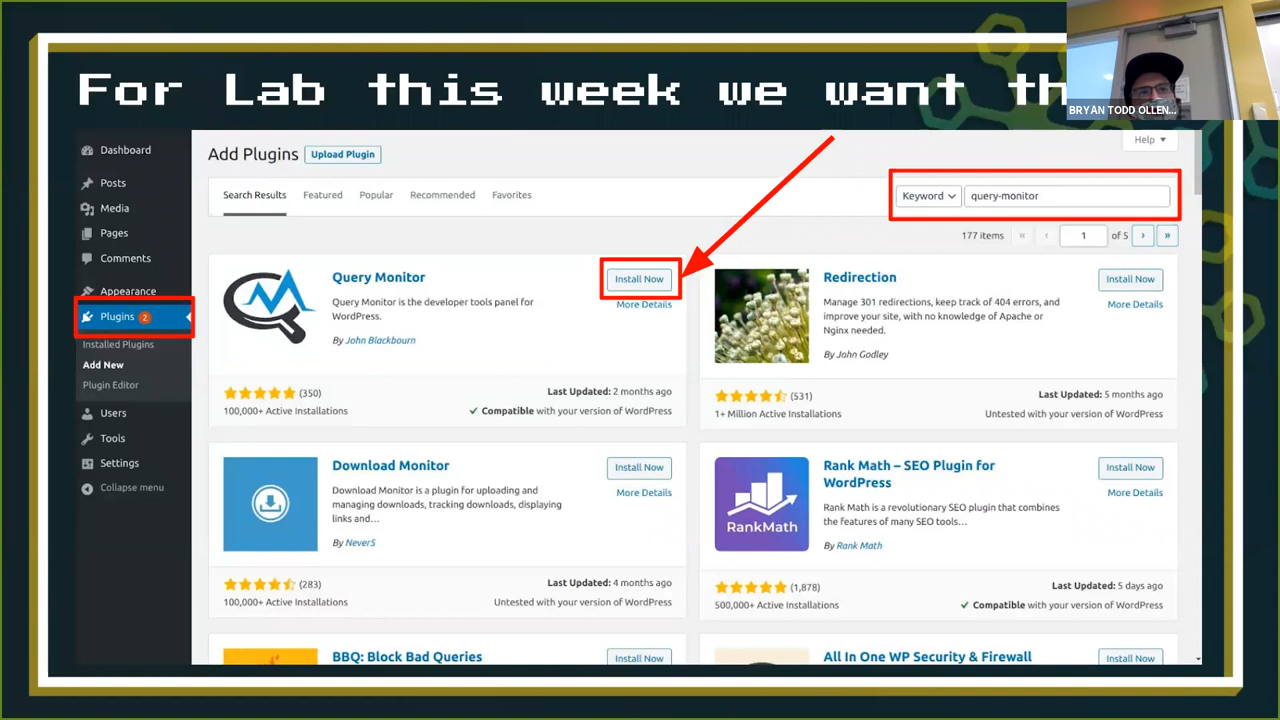 For Lab this week we want th
BRYAN TODD OLLEN...
Dashboard
Posts
Media
Pages
Comments
Appearance
Plugins 2
Installed Plugins
Add New
Plugin Editor
Users
Tools
Settings
Collapse menu
Add Plugins Upload Plugin
Help
Search Results Featured Popular Recommended Favorites
Keyword query-monitor
177 items « ‹ 1 of 5 › »
Query Monitor
Install Now
More Details
Query Monitor is the developer tools panel for
WordPress.
By John Blackbourn
(350)
100,000+ Active Installations
Last Updated: 2 months ago
✓ Compatible with your version of WordPress
Redirection
Install Now
More Details
Manage 301 redirections, keep track of 404 errors, and
improve your site, with no knowledge of Apache or
Nginx needed.
By John Godley
(531)
1+ Million Active Installations
Last Updated: 5 months ago
Untested with your version of WordPress
Download Monitor
Install Now
More Details
Download Monitor is a plugin for uploading and
managing downloads, tracking downloads, displaying
links and…
By Never5
(283)
100,000+ Active Installations
Last Updated: 4 months ago
Untested with your version of WordPress
RankMath
Rank Math – SEO Plugin for
WordPress
Install Now
More Details
Rank Math is a revolutionary SEO plugin that combines
the features of many SEO tools…
By Rank Math
(1,878)
500,000+ Active Installations
Last Updated: 5 days ago
✓ Compatible with your version of WordPress
BBQ: Block Bad Queries
Install Now
All In One WP Security & Firewall
Install Now